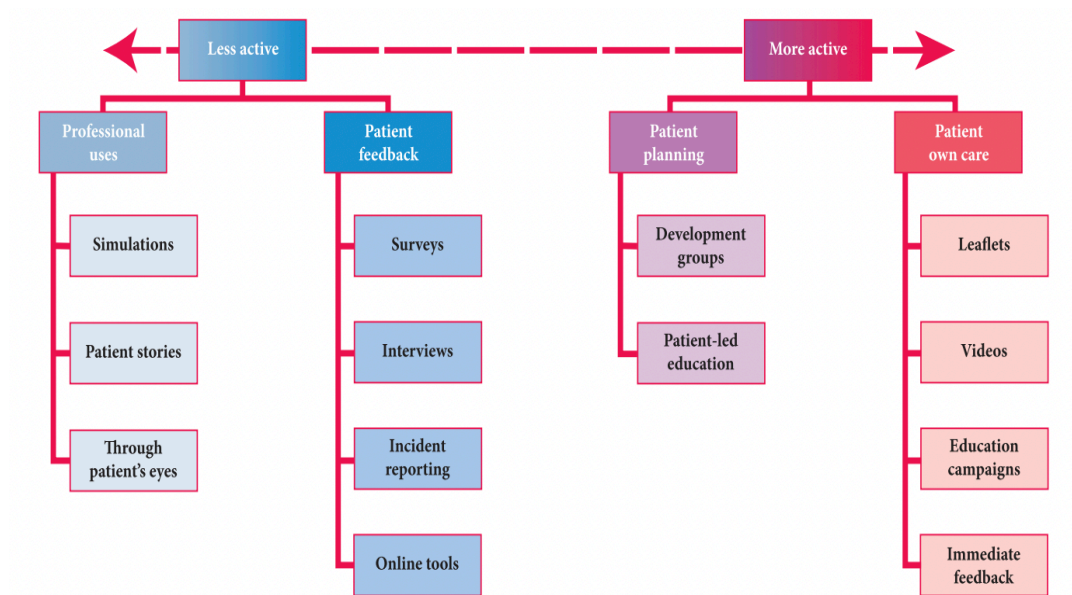 Less active
More active
Professional
uses
Patient
feedback
Patient
planning
Patient
own care
Simulations
Patient stories
Through
patient’s eyes
Surveys
Interviews
Incident
reporting
Online tools
Development
groups
Patient-led
education
Leaflets
Videos
Education
campaigns
Immediate
feedback